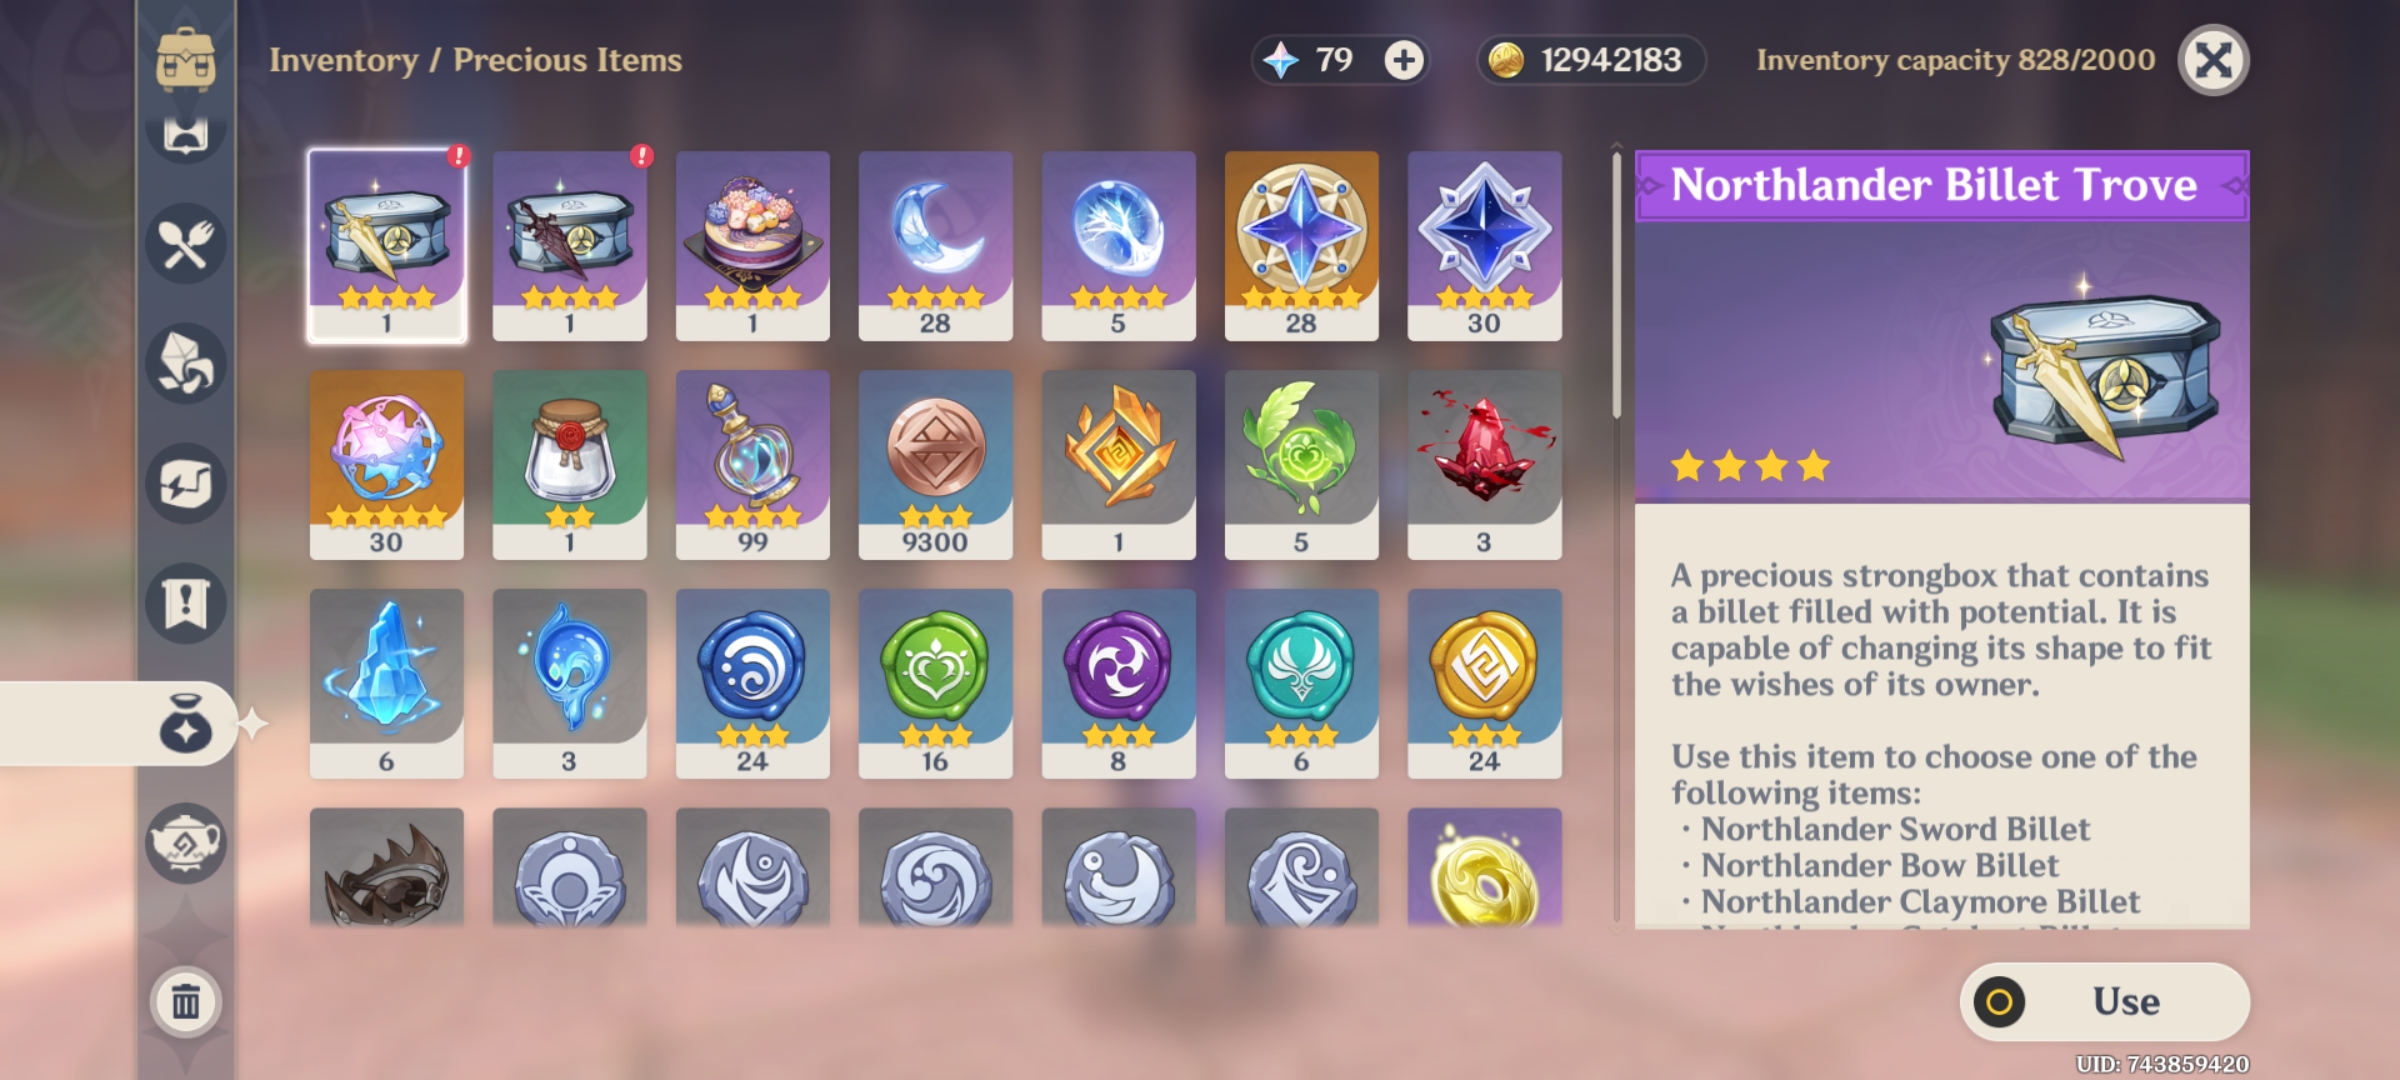 Inventory / Precious Items
79
12942183
Inventory capacity 828/2000
1
1
1
28
5
28
30
30
1
99
9300
1
5
3
6
3
24
16
8
6
24
Northlander Billet Trove
A precious strongbox that contains
a billet filled with potential. It is
capable of changing its shape to fit
the wishes of its owner.
Use this item to choose one of the
following items:
· Northlander Sword Billet
· Northlander Bow Billet
· Northlander Claymore Billet
Use
UID: 743859420